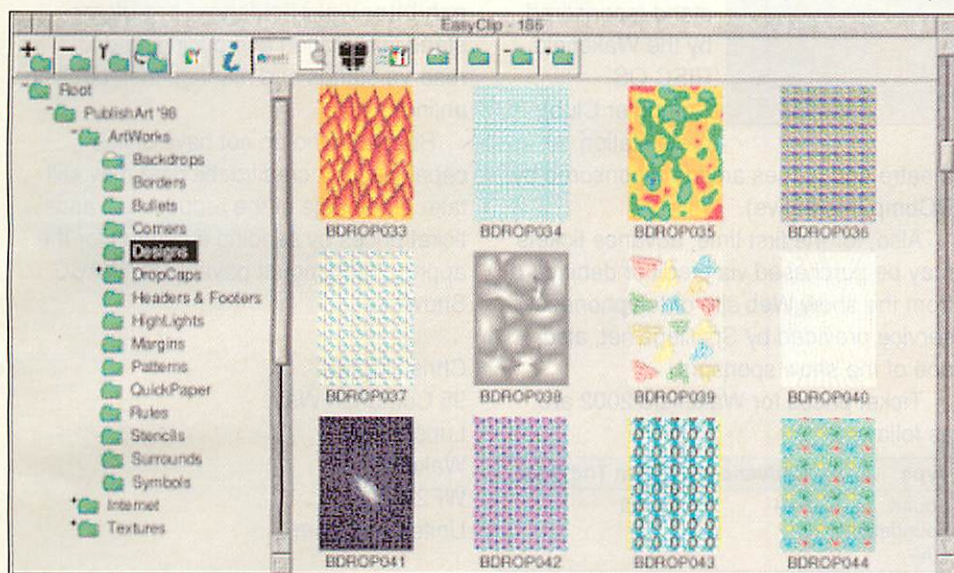 EasyClip - 186
Root
PublishArt '98
ArtWorks
Backdrops
Borders
Bullets
Corners
Designs
DropCaps
Headers & Footers
HighLights
Margins
Patterns
QuickPaper
Rules
Stencils
Surrounds
Symbols
Internet
Textures
BDROP033 BDROP034 BDROP035 BDROP036
BDROP037 BDROP038 BDROP039 BDROP040
BDROP041 BDROP042 BDROP043 BDROP044